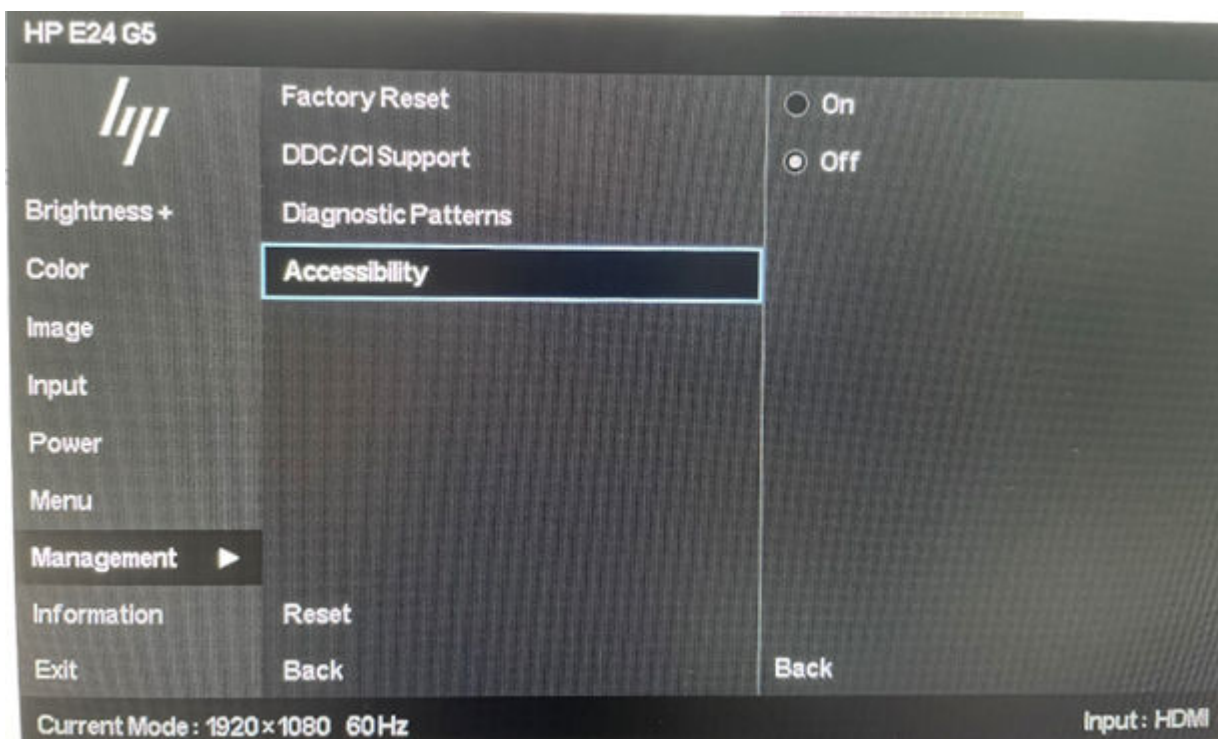 HP E24 G5
hp
Brightness +
Color
Image
Input
Power
Menu
Management
Information
Exit
Factory Reset
DDC/CI Support
Diagnostic Patterns
Accessibility
Reset
Back
On
Off
Back
Current Mode : 1920×1080 60Hz
Input : HDMI